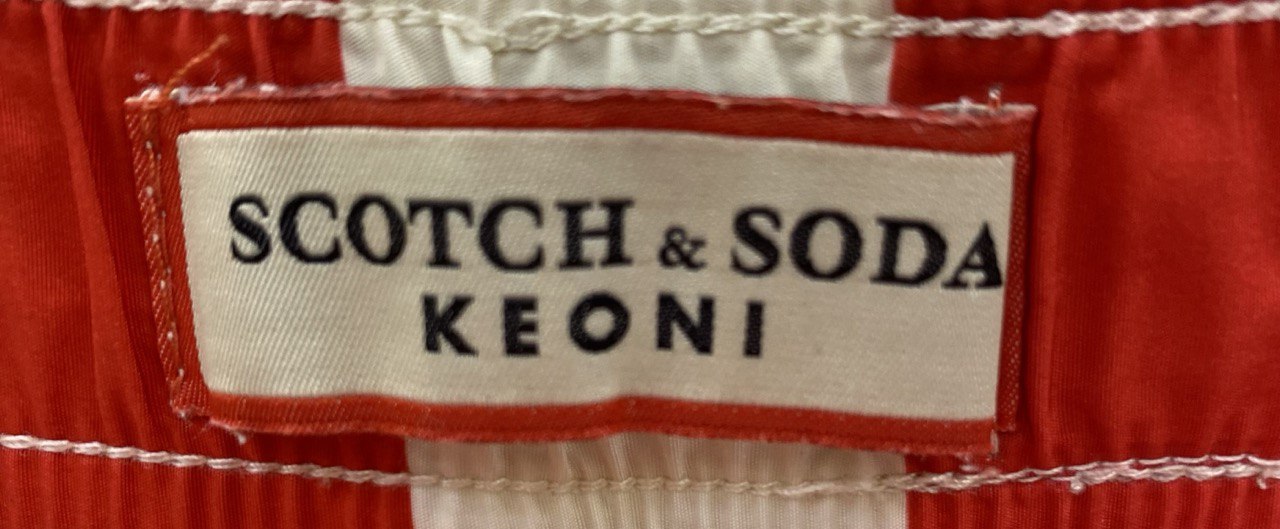 SCOTCH & SODA
KEONI